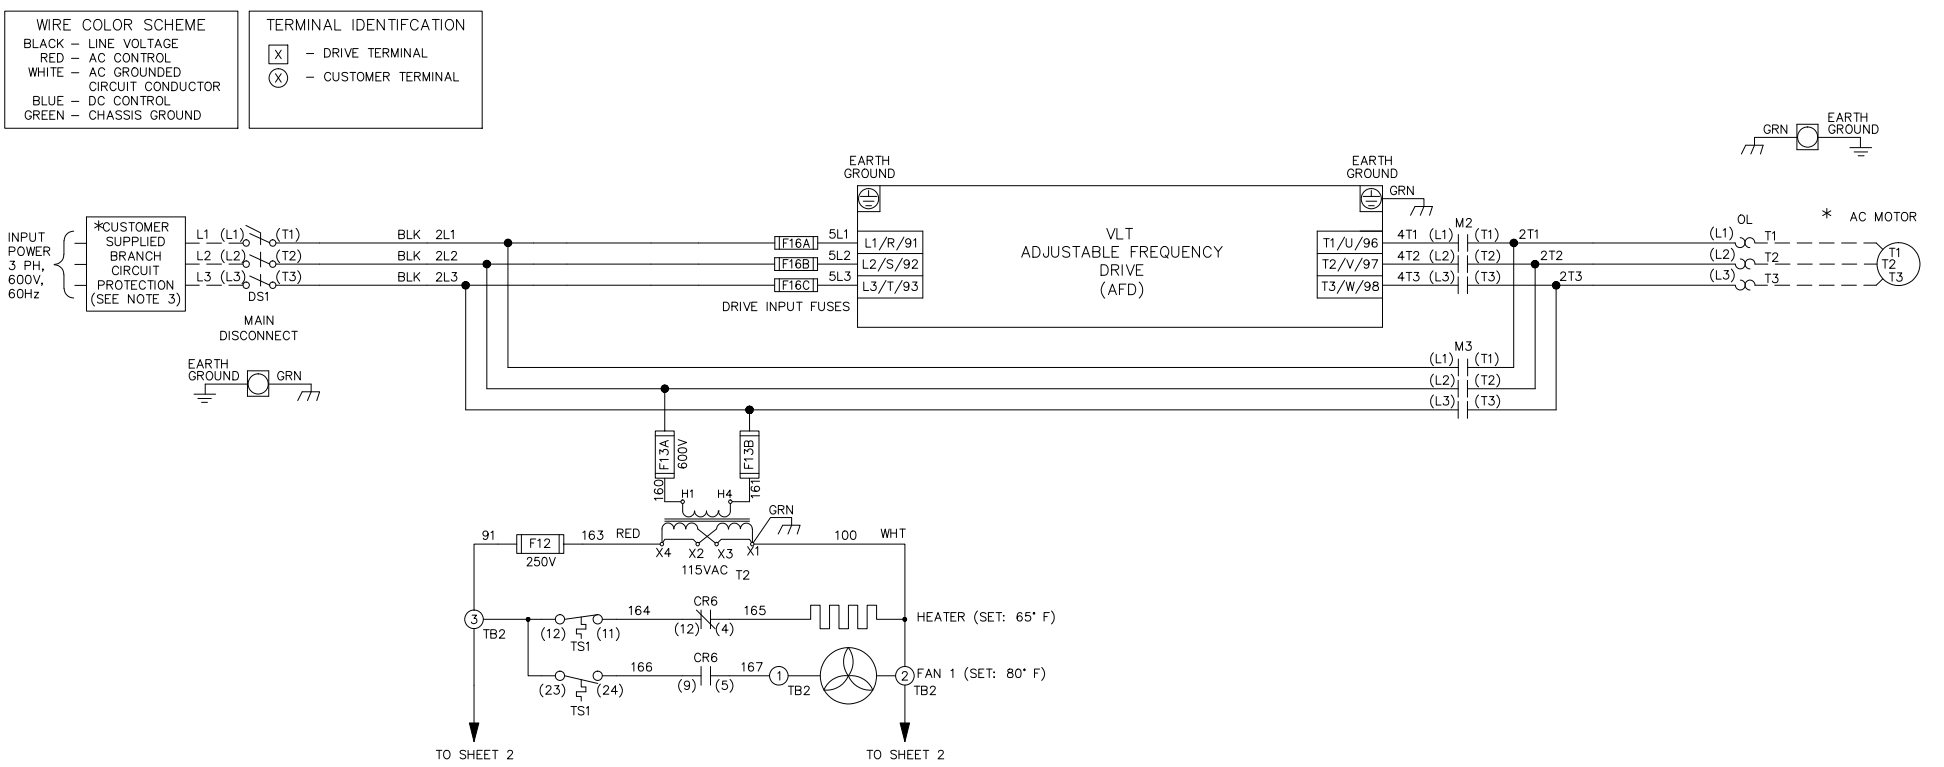 WIRE COLOR SCHEME
BLACK – LINE VOLTAGE
RED – AC CONTROL
WHITE – AC GROUNDED
CIRCUIT CONDUCTOR
BLUE – DC CONTROL
GREEN – CHASSIS GROUND
TERMINAL IDENTIFCATION
X – DRIVE TERMINAL
X – CUSTOMER TERMINAL
GRN
EARTH
GROUND
INPUT
POWER
3 PH,
600V,
60Hz
*CUSTOMER
SUPPLIED
BRANCH
CIRCUIT
PROTECTION
(SEE NOTE 3)
L1 (L1) (T1)
L2 (L2) (T2)
L3 (L3) (T3)
DS1
MAIN
DISCONNECT
EARTH
GROUND
GRN
BLK 2L1
BLK 2L2
BLK 2L3
F16A 5L1
F16B 5L2
F16C 5L3
DRIVE INPUT FUSES
EARTH
GROUND
L1/R/91
L2/S/92
L3/T/93
VLT
ADJUSTABLE FREQUENCY
DRIVE
(AFD)
EARTH
GROUND
GRN
T1/U/96
T2/V/97
T3/W/98
M2
4T1 (L1) (T1) 2T1
4T2 (L2) (T2) 2T2
4T3 (L3) (T3) 2T3
OL
(L1) T1
(L2) T2
(L3) T3
* AC MOTOR
T1
T2
T3
M3
(L1) (T1)
(L2) (T2)
(L3) (T3)
F13A
600V
F13B
160
161
H1 H4
GRN
91 F12 163 RED
250V
X4 X2 X3 X1
100 WHT
115VAC T2
3
TB2
(12) (11)
TS1
164
CR6
(12) (4)
165
HEATER (SET: 65° F)
(23) (24)
TS1
166
CR6
(9) (5)
167
1
TB2
2
TB2
FAN 1 (SET: 80° F)
TO SHEET 2
TO SHEET 2